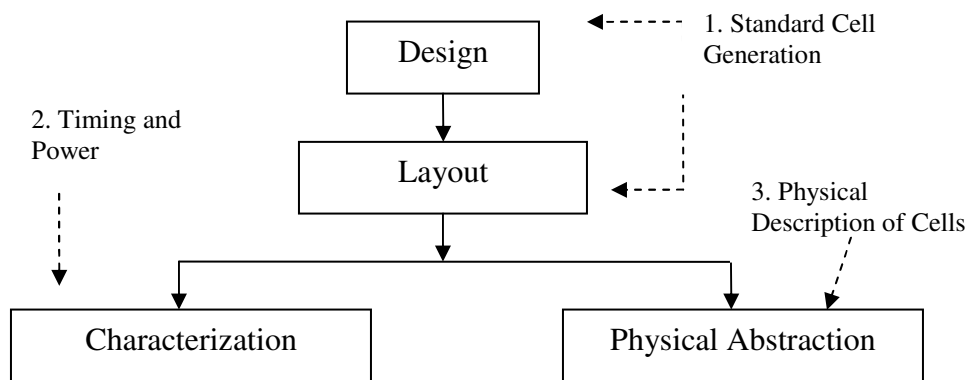 1. Standard Cell
Generation
Design
2. Timing and
Power
Layout
3. Physical
Description of Cells
Characterization
Physical Abstraction